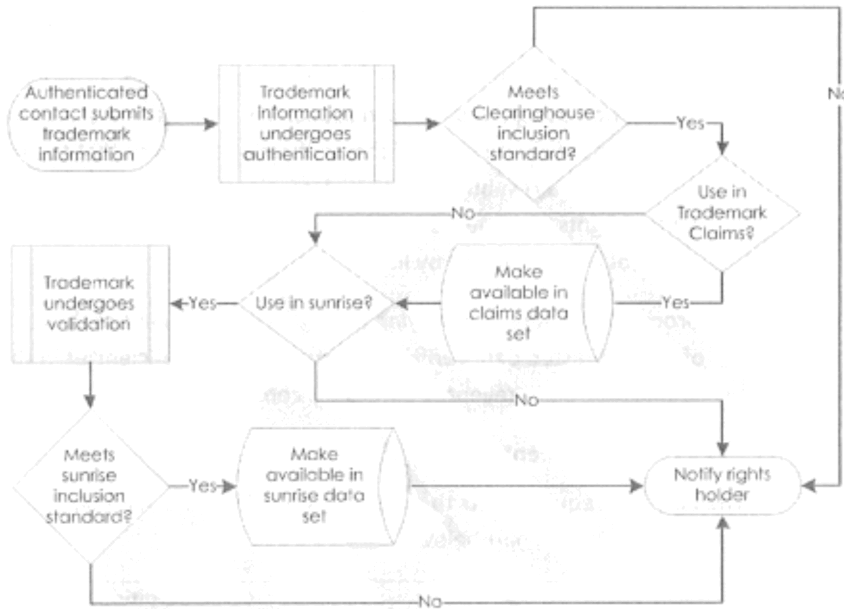 Authenticated
contact submits
trademark
information
Trademark
information
undergoes
authentication
Meets
Clearinghouse
inclusion
standard?
No
Yes
Use in
Trademark
Claims?
No
Yes
Make
available in
claims data
set
Use in sunrise?
Yes
Trademark
undergoes
validation
No
Meets
sunrise
inclusion
standard?
Yes
Make
available in
sunrise data
set
Notify rights
holder
No